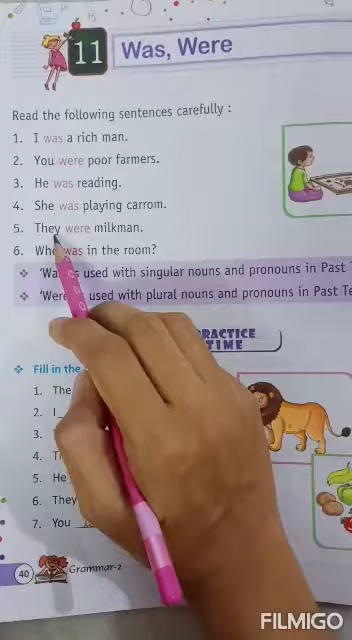 11 Was, Were
Read the following sentences carefully :
1. I was a rich man.
2. You were poor farmers.
3. He was reading.
4. She was playing carrom.
5. They were milkman.
6. Who was in the room?
used with singular nouns and pronouns in Past
'Were used with plural nouns and pronouns in Past
PRACTICE
TIME
Fill in the
1. The
2. I
3.
4.
5. He
6. They
7. You
40 Grammar-2
FILMIGO